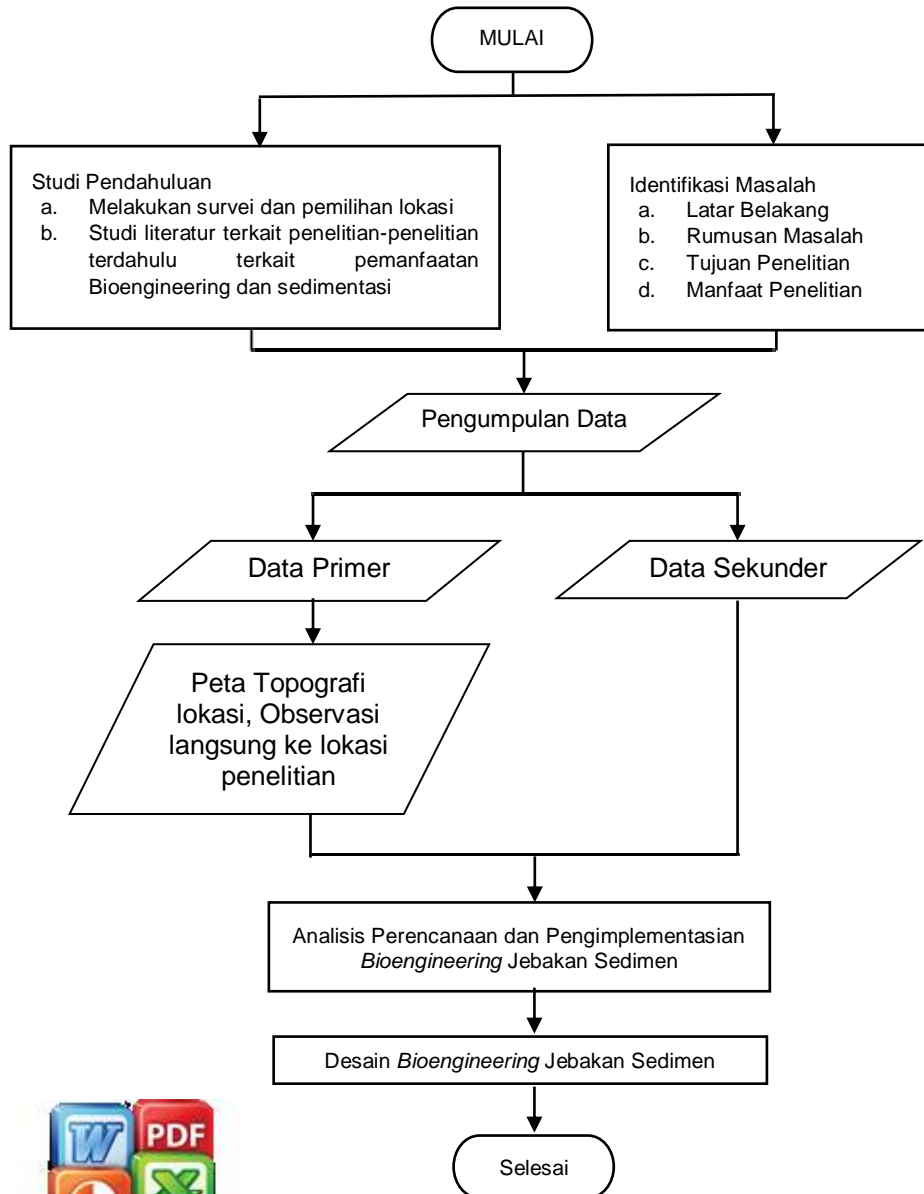 MULAI
Studi Pendahuluan
a. Melakukan survei dan pemilihan lokasi
b. Studi literatur terkait penelitian-penelitian
terdahulu terkait pemanfaatan
Bioengineering dan sedimentasi
Identifikasi Masalah
a. Latar Belakang
b. Rumusan Masalah
c. Tujuan Penelitian
d. Manfaat Penelitian
Pengumpulan Data
Data Primer
Data Sekunder
Peta Topografi
lokasi, Observasi
langsung ke lokasi
penelitian
Analisis Perencanaan dan Pengimplementasian
Bioengineering Jebakan Sedimen
Desain Bioengineering Jebakan Sedimen
W PDF
Selesai